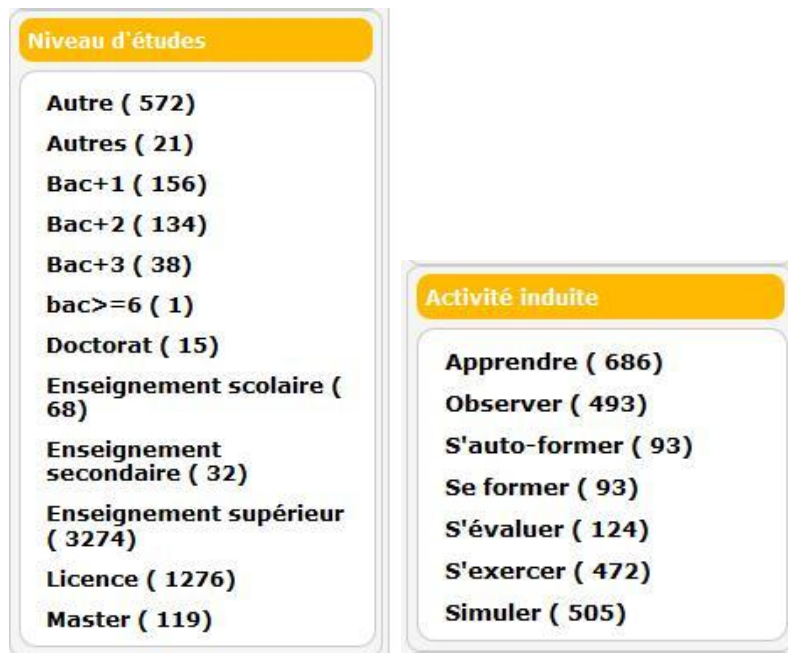 Niveau d'études
Autre ( 572)
Autres ( 21)
Bac+1 ( 156)
Bac+2 ( 134)
Bac+3 ( 38)
bac>=6 ( 1)
Doctorat ( 15)
Enseignement scolaire (
68)
Enseignement
secondaire ( 32)
Enseignement supérieur
( 3274)
Licence ( 1276)
Master ( 119)
Activité induite
Apprendre ( 686)
Observer ( 493)
S'auto-former ( 93)
Se former ( 93)
S'évaluer ( 124)
S'exercer ( 472)
Simuler ( 505)